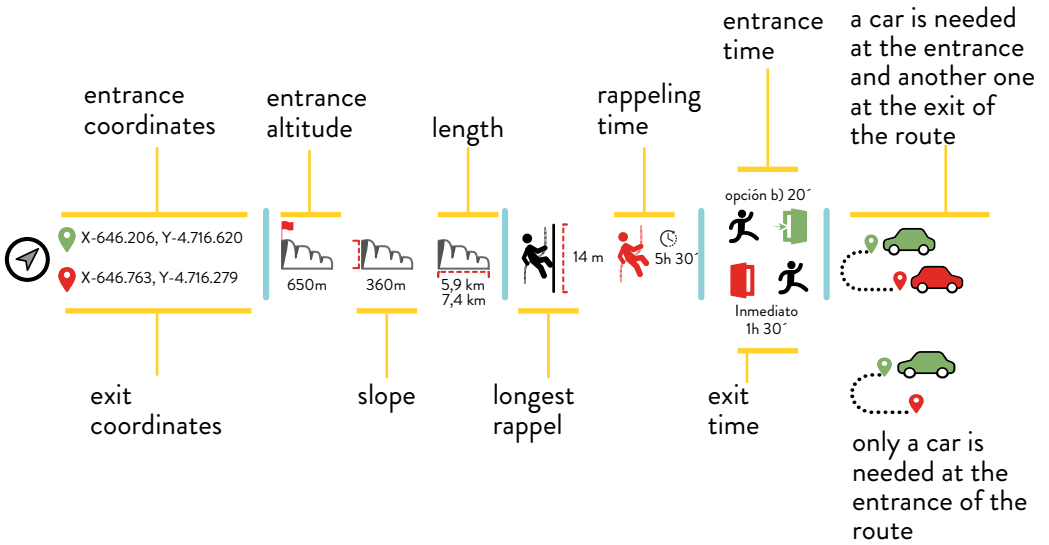 entrance
coordinates
entrance
altitude
length
rappeling
time
entrance
time
a car is needed
at the entrance
and another one
at the exit of
the route
X-646.206, Y-4.716.620
X-646.763, Y-4.716.279
650m
360m
5,9 km
7,4 km
14 m
5h 30´
opción b) 20´
Inmediato
1h 30´
exit
coordinates
slope
longest
rappel
exit
time
only a car is
needed at the
entrance of the
route